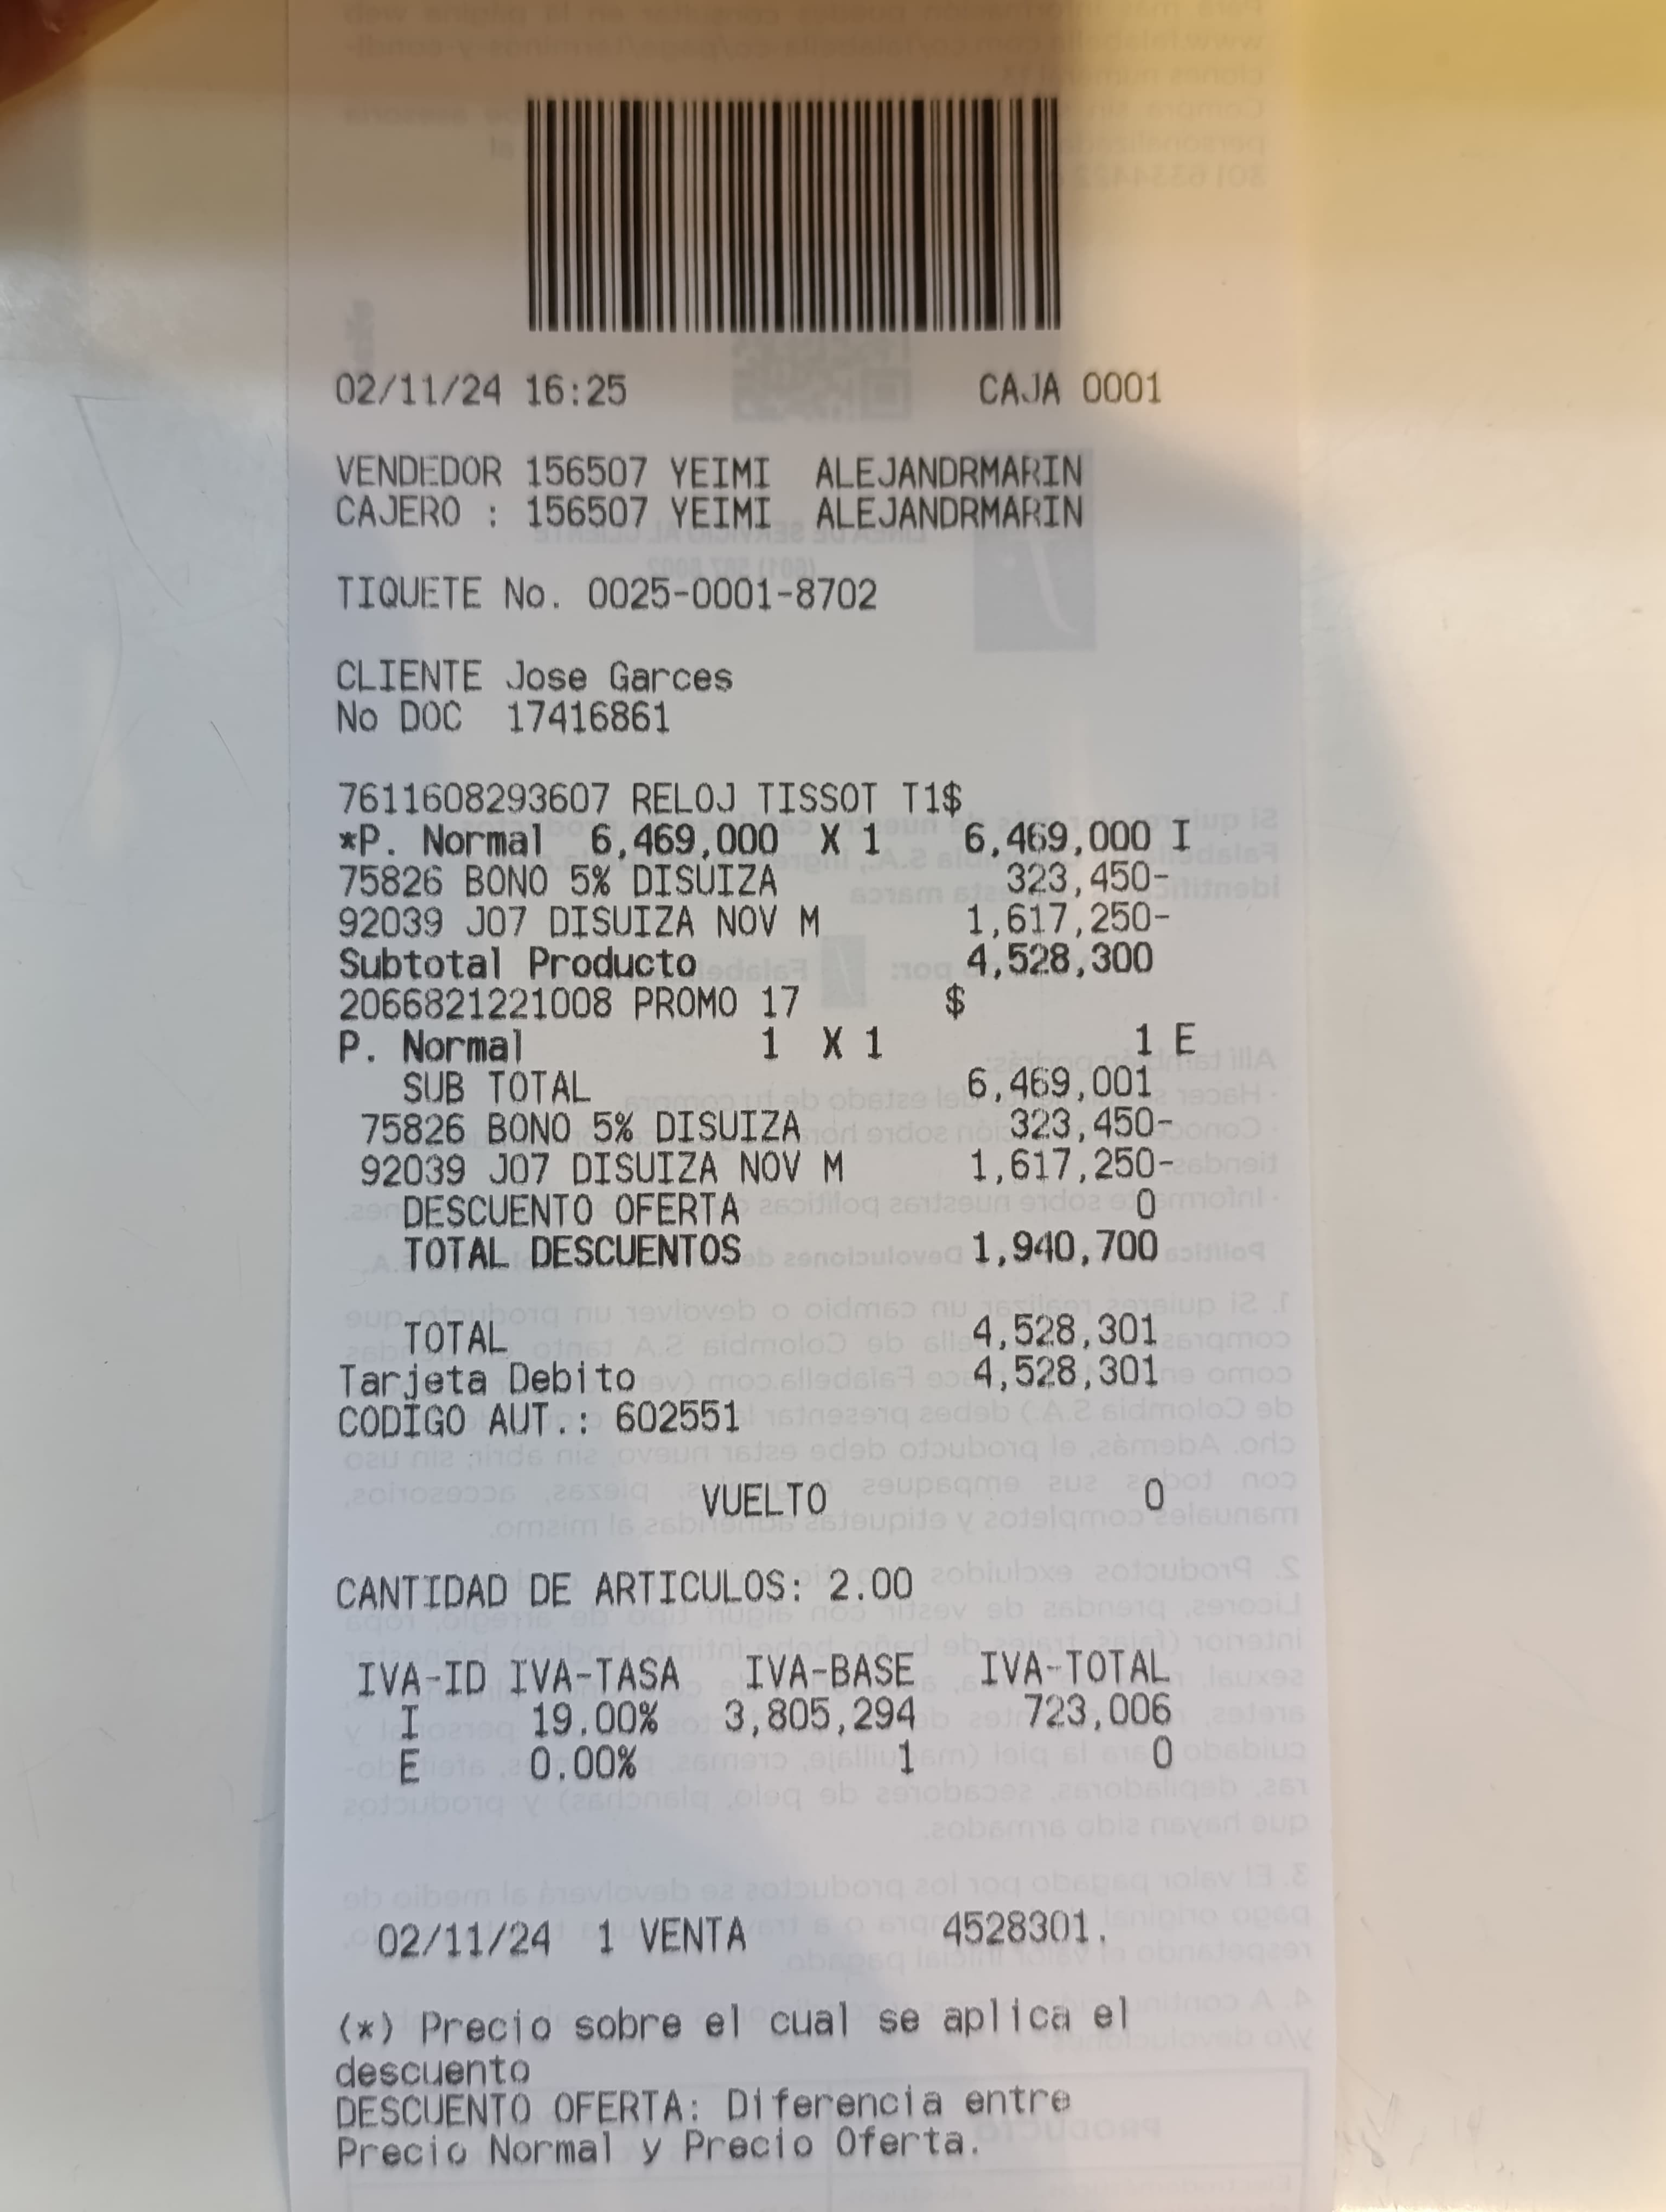 02/11/24 16:25 CAJA 0001
VENDEDOR 156507 YEIMI ALEJANDRMARIN
CAJERO : 156507 YEIMI ALEJANDRMARIN
TIQUETE No. 0025-0001-8702
CLIENTE Jose Garces
No DOC 17416861
7611608293607 RELOJ TISSOT T1$
*P. Normal 6,469,000 X 1 6,469,000 I
75826 BONO 5% DISUIZA 323,450-
92039 J07 DISUIZA NOV M 1,617,250-
Subtotal Producto 4,528,300
2066821221008 PROMO 17 $
P. Normal 1 X 1 1 E
SUB TOTAL 6,469,001
75826 BONO 5% DISUIZA 323,450-
92039 J07 DISUIZA NOV M 1,617,250-
DESCUENTO OFERTA 0
TOTAL DESCUENTOS 1,940,700
TOTAL 4,528,301
Tarjeta Debito 4,528,301
CODIGO AUT.: 602551
VUELTO 0
CANTIDAD DE ARTICULOS: 2.00
IVA-ID IVA-TASA IVA-BASE IVA-TOTAL
I 19.00% 3,805,294 723,006
E 0.00% 1 0
02/11/24 1 VENTA 4528301.
(*) Precio sobre el cual se aplica el
descuento
DESCUENTO OFERTA: Diferencia entre
Precio Normal y Precio Oferta.